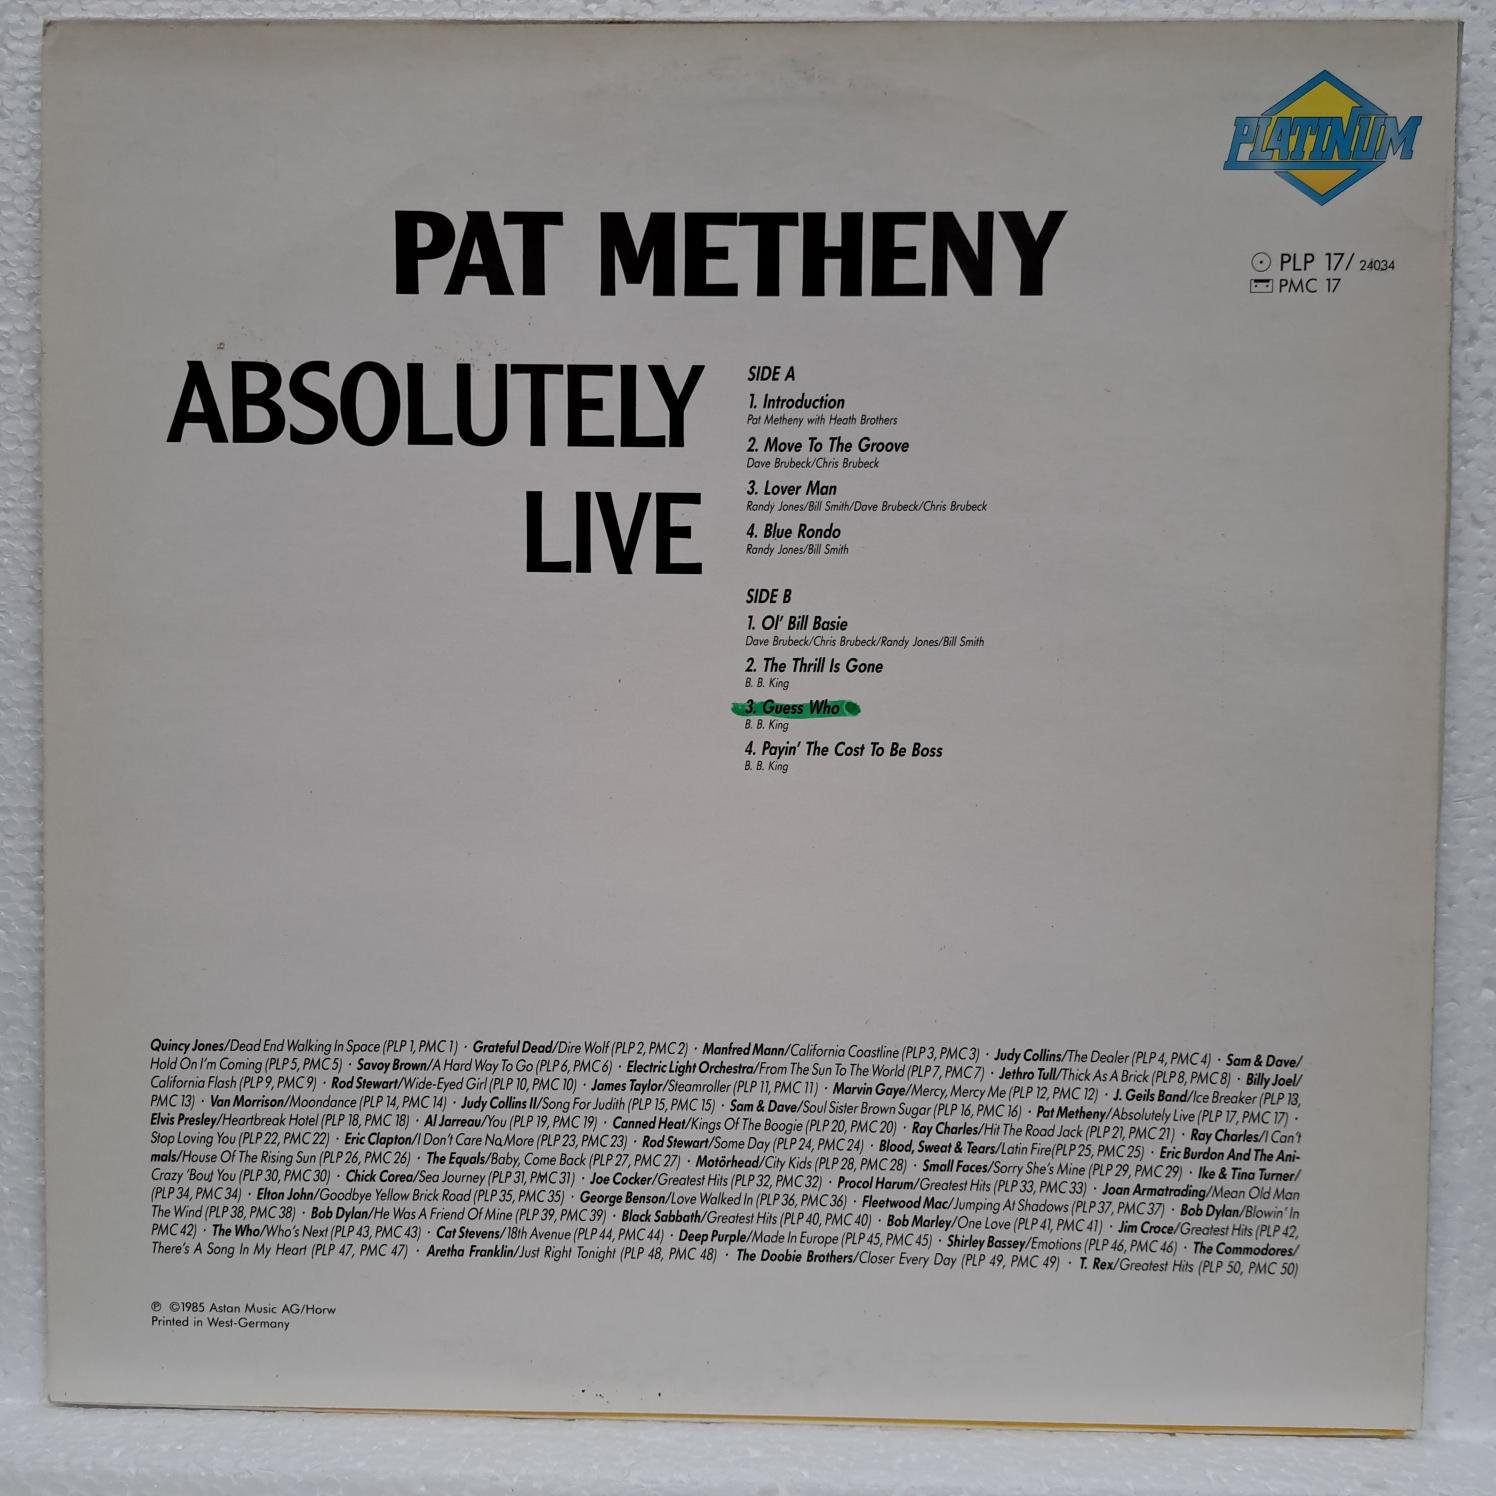 PLATINUM
PAT METHENY
PLP 17/ 24034
PMC 17
ABSOLUTELY
LIVE
SIDE A
1. Introduction
Pat Metheny with Heath Brothers
2. Move To The Groove
Dave Brubeck/Chris Brubeck
3. Lover Man
Randy Jones/Bill Smith/Dave Brubeck/Chris Brubeck
4. Blue Rondo
Randy Jones/Bill Smith
SIDE B
1. Ol' Bill Basie
Dave Brubeck/Chris Brubeck/Randy Jones/Bill Smith
2. The Thrill Is Gone
B. B. King
3. Guess Who
B. B. King
4. Payin' The Cost To Be Boss
B. B. King
Quincy Jones/Dead End Walking In Space (PLP 1, PMC 1) · Grateful Dead/Dire Wolf (PLP 2, PMC 2) · Manfred Mann/California Coastline (PLP 3, PMC 3) · Judy Collins/The Dealer (PLP 4, PMC 4) · Sam & Dave/
Hold On I'm Coming (PLP 5, PMC 5) · Savoy Brown/A Hard Way To Go (PLP 6, PMC 6) · Electric Light Orchestra/From The Sun To The World (PLP 7, PMC 7) · Jethro Tull/Thick As A Brick (PLP 8, PMC 8) · Billy Joel/
California Flash (PLP 9, PMC 9) · Rod Stewart/Wide-Eyed Girl (PLP 10, PMC 10) · James Taylor/Steamroller (PLP 11, PMC 11) · Marvin Gaye/Mercy, Mercy Me (PLP 12, PMC 12) · J. Geils Band/Ice Breaker (PLP 13,
PMC 13) · Van Morrison/Moondance (PLP 14, PMC 14) · Judy Collins II/Song For Judith (PLP 15, PMC 15) · Sam & Dave/Soul Sister Brown Sugar (PLP 16, PMC 16) · Pat Metheny/Absolutely Live (PLP 17, PMC 17) ·
Elvis Presley/Heartbreak Hotel (PLP 18, PMC 18) · Al Jarreau/You (PLP 19, PMC 19) · Canned Heat/Kings Of The Boogie (PLP 20, PMC 20) · Ray Charles/Hit The Road Jack (PLP 21, PMC 21) · Ray Charles/I Can't
Stop Loving You (PLP 22, PMC 22) · Eric Clapton/I Don't Care No More (PLP 23, PMC 23) · Rod Stewart/Some Day (PLP 24, PMC 24) · Blood, Sweat & Tears/Latin Fire(PLP 25, PMC 25) · Eric Burdon And The Ani-
mals/House Of The Rising Sun (PLP 26, PMC 26) · The Equals/Baby, Come Back (PLP 27, PMC 27) · Motörhead/City Kids (PLP 28, PMC 28) · Small Faces/Sorry She's Mine (PLP 29, PMC 29) · Ike & Tina Turner/
Crazy 'Bout You (PLP 30, PMC 30) · Chick Corea/Sea Journey (PLP 31, PMC 31) · Joe Cocker/Greatest Hits (PLP 32, PMC 32) · Procol Harum/Greatest Hits (PLP 33, PMC 33) · Joan Armatrading/Mean Old Man
(PLP 34, PMC 34) · Elton John/Goodbye Yellow Brick Road (PLP 35, PMC 35) · George Benson/Love Walked In (PLP 36, PMC 36) · Fleetwood Mac/Jumping At Shadows (PLP 37, PMC 37) · Bob Dylan/Blowin' In
The Wind (PLP 38, PMC 38) · Bob Dylan/He Was A Friend Of Mine (PLP 39, PMC 39) · Black Sabbath/Greatest Hits (PLP 40, PMC 40) · Bob Marley/One Love (PLP 41, PMC 41) · Jim Croce/Greatest Hits (PLP 42,
PMC 42) · The Who/Who's Next (PLP 43, PMC 43) · Cat Stevens/18th Avenue (PLP 44, PMC 44) · Deep Purple/Made In Europe (PLP 45, PMC 45) · Shirley Bassey/Emotions (PLP 46, PMC 46) · The Commodores/
There's A Song In My Heart (PLP 47, PMC 47) · Aretha Franklin/Just Right Tonight (PLP 48, PMC 48) · The Doobie Brothers/Closer Every Day (PLP 49, PMC 49) · T. Rex/Greatest Hits (PLP 50, PMC 50)
℗ ©1985 Astan Music AG/Horw
Printed in West-Germany